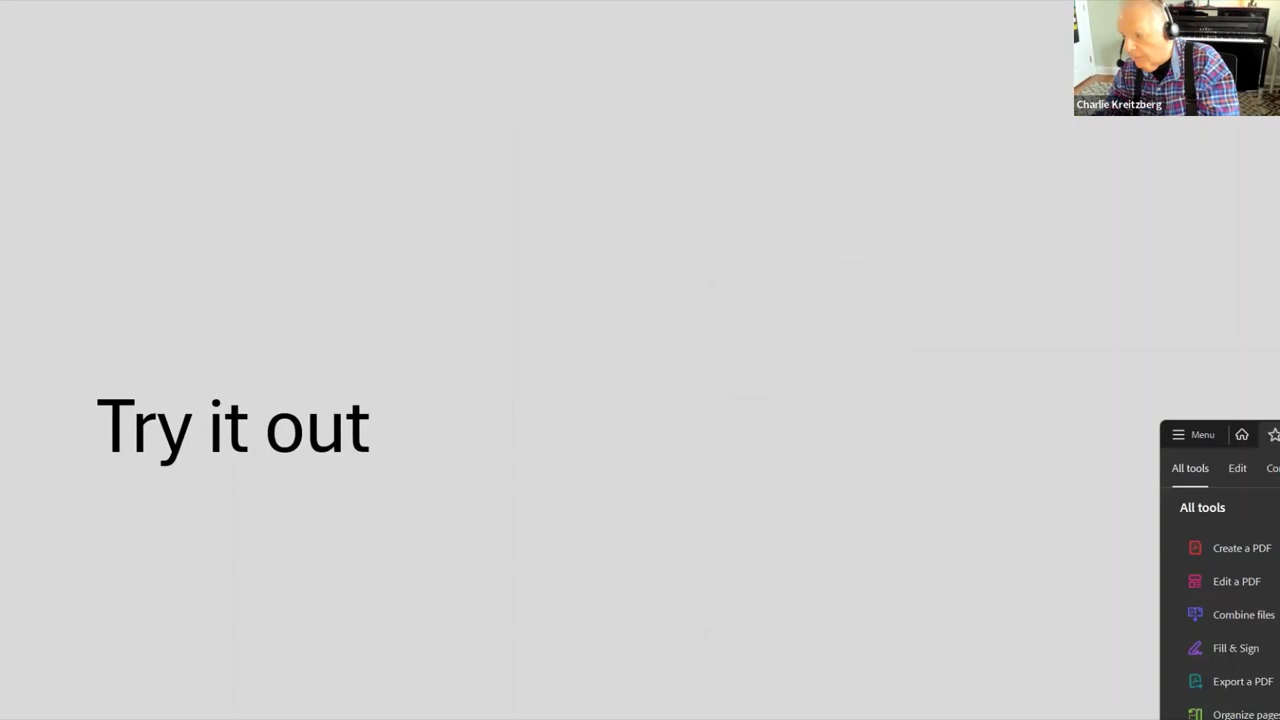 Charlie Kreitzberg
Try it out
Menu
All tools Edit
All tools
Create a PDF
Edit a PDF
Combine files
Fill & Sign
Export a PDF
Organize